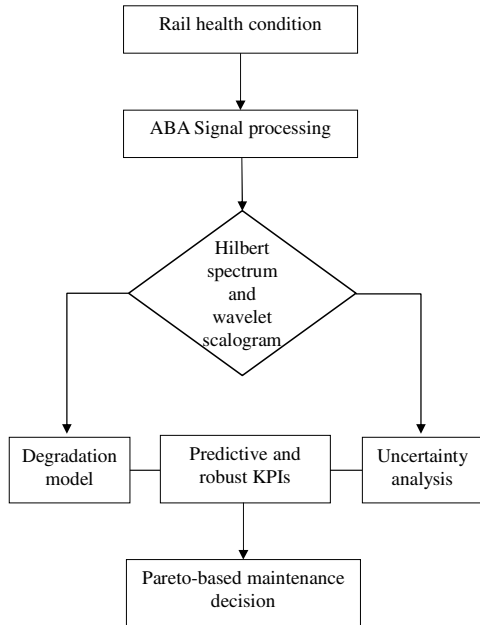 Rail health condition
ABA Signal processing
Hilbert
spectrum
and
wavelet
scalogram
Degradation
model
Predictive and
robust KPIs
Uncertainty
analysis
Pareto-based maintenance
decision